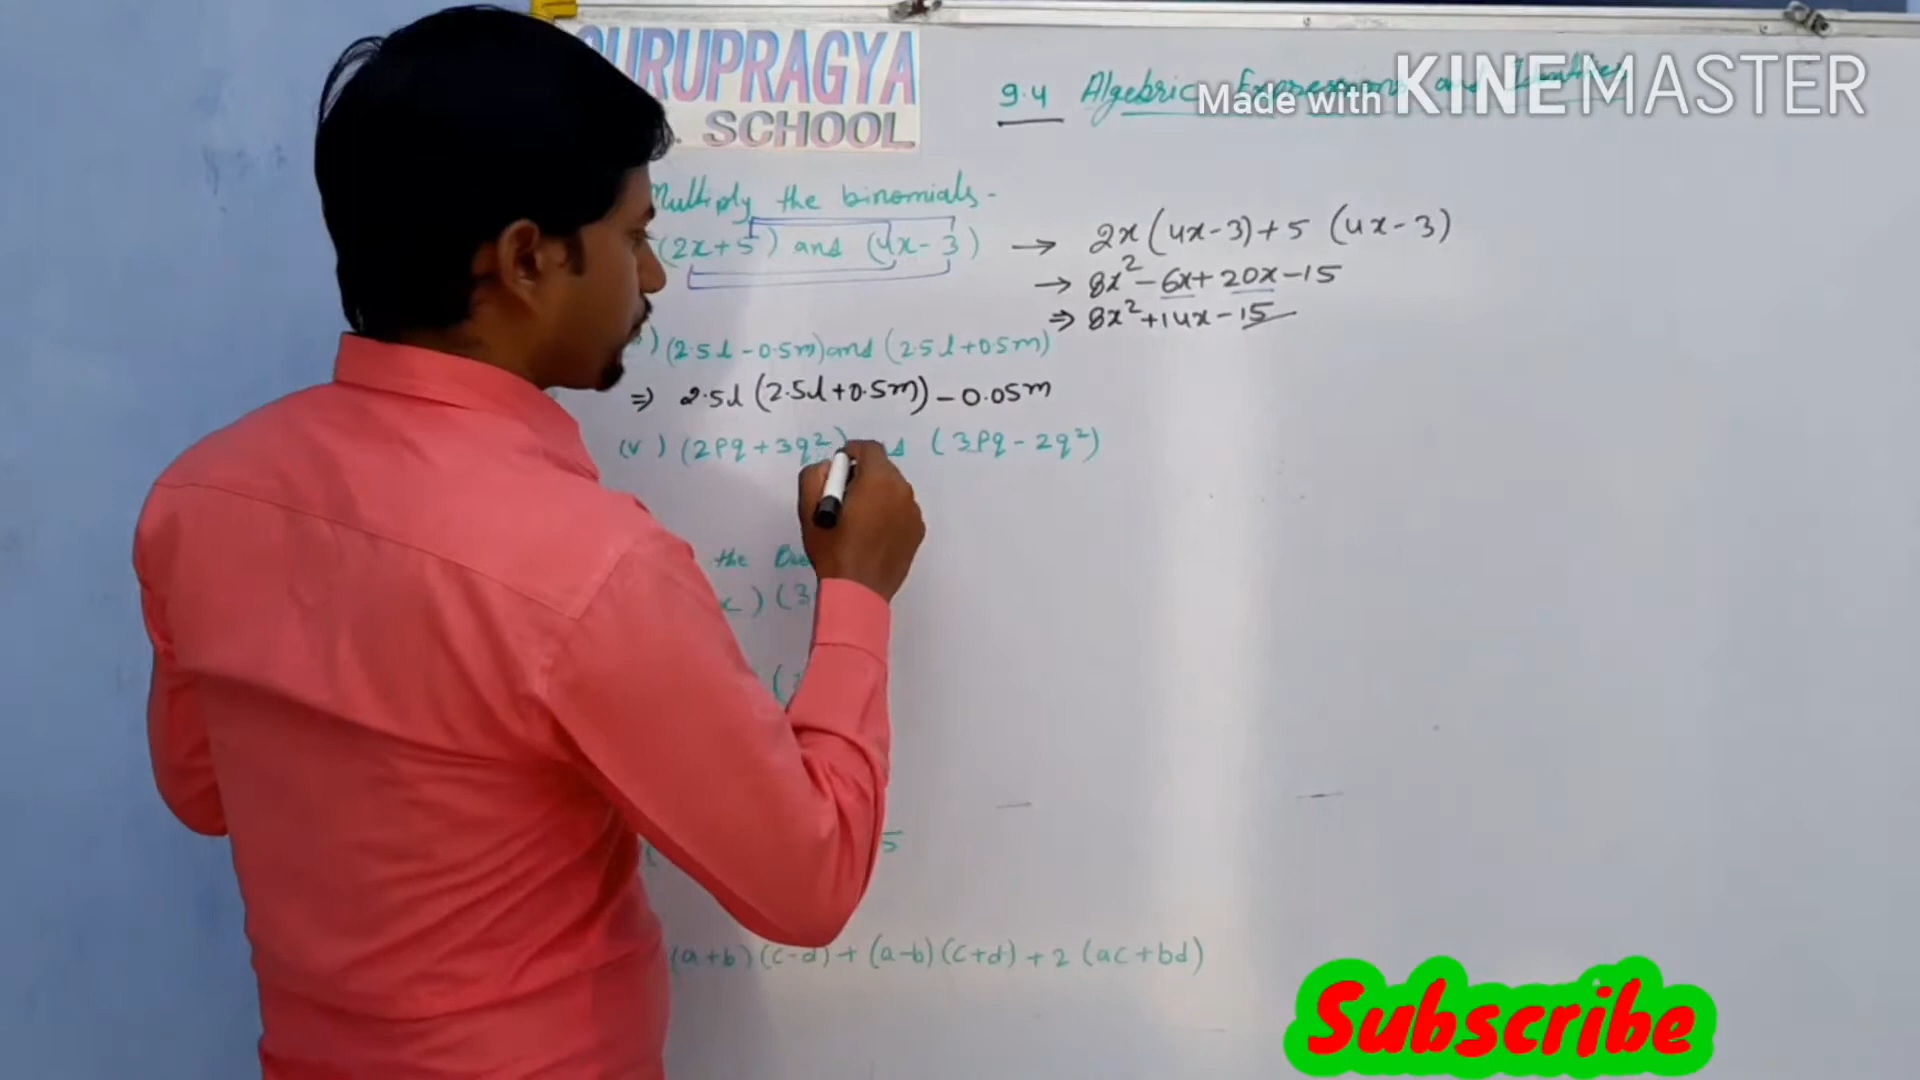 URUPRAGYA
SCHOOL
Made with KINEMASTER
9.4 Algebric Expressions and
Multiply the binomials-
(2x+5) and (4x-3) → 2x(4x-3)+5 (4x-3)
→ 8x²-6x+20x-15
⇒ 8x²+14x-15
) (2.5l-0.5m) and (2.5l+0.5m)
⇒ 2.5l (2.5l+0.5m) - 0.05m
(v) (2pq+3q²) (3pq-2q²)
the
) (3
(
5
(a+b)(c-d)+(a-b)(c+d)+2 (ac+bd)
Subscribe